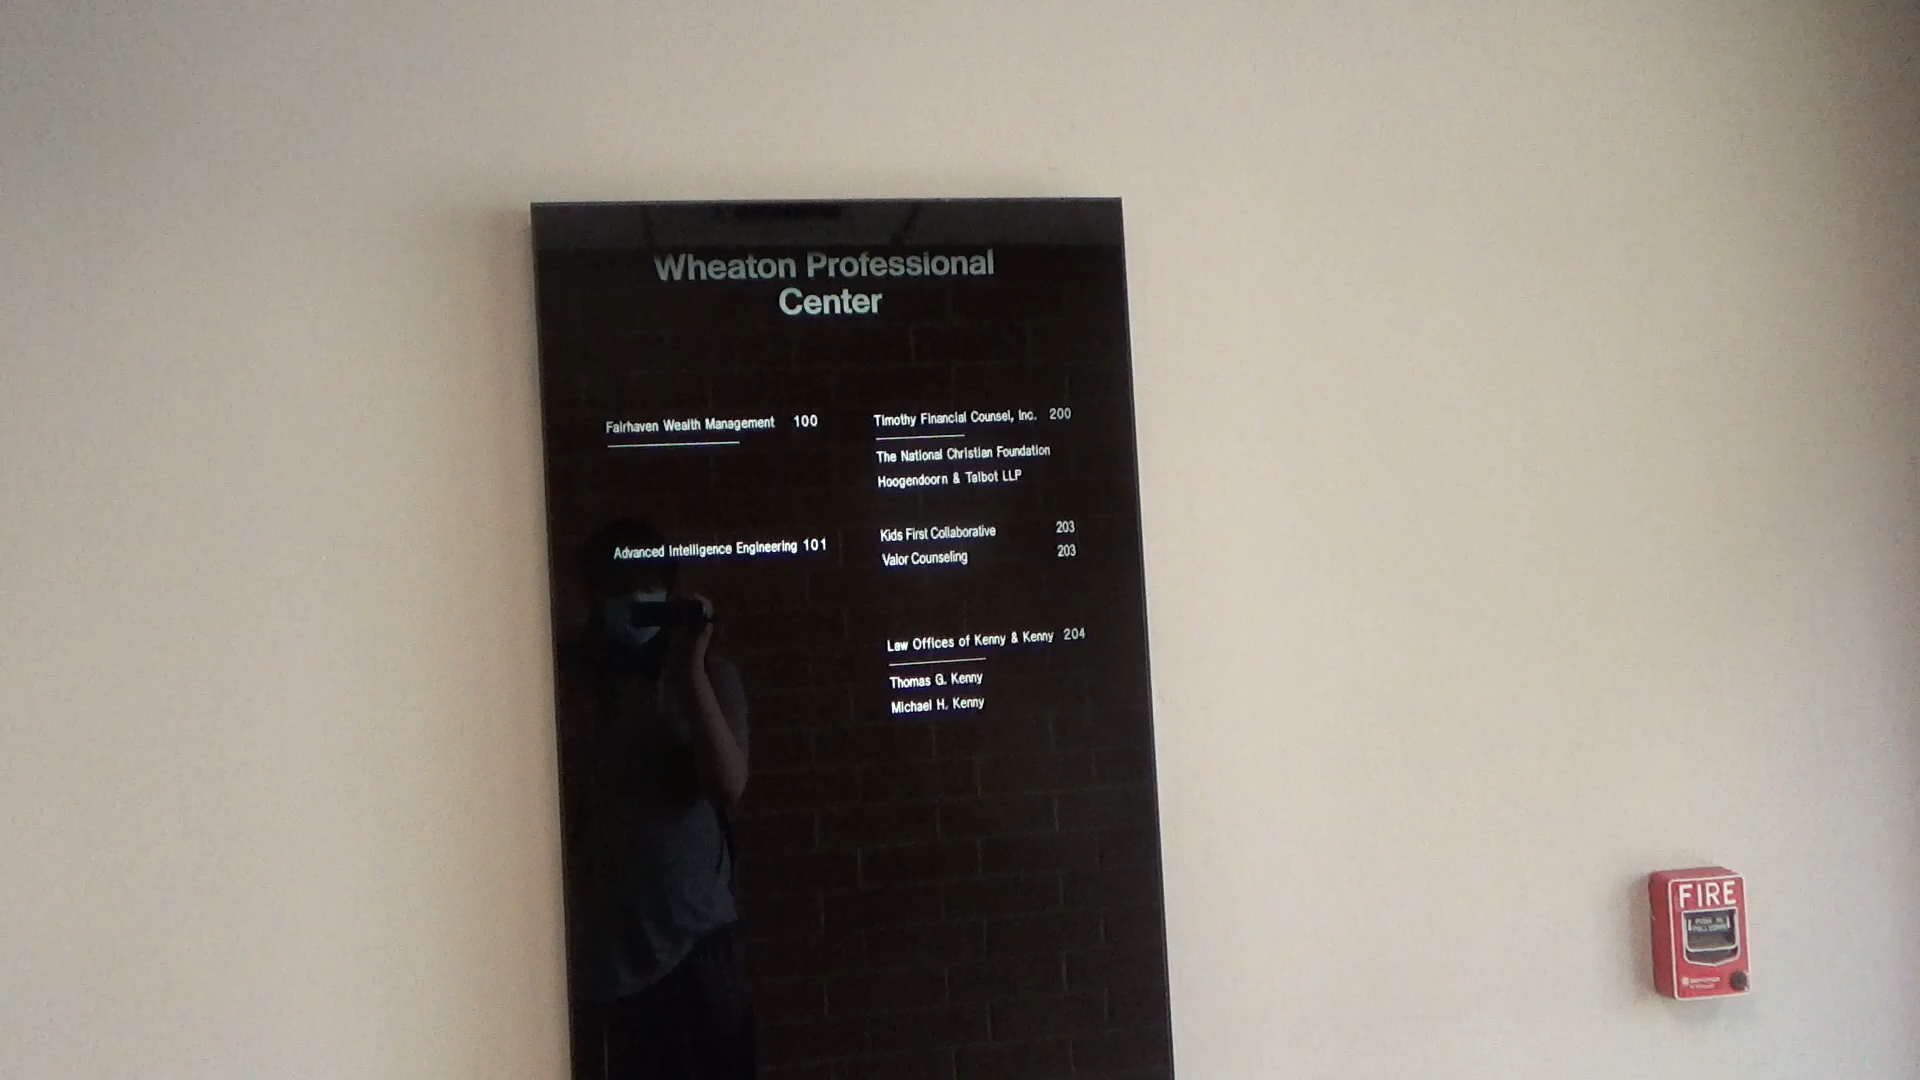 Wheaton Professional
Center
Fairhaven Wealth Management 100
Advanced Intelligence Engineering 101
Timothy Financial Counsel, Inc. 200
The National Christian Foundation
Hoogendoorn & Talbot LLP
Kids First Collaborative 203
Valor Counseling 203
Law Offices of Kenny & Kenny 204
Thomas G. Kenny
Michael H. Kenny
FIRE